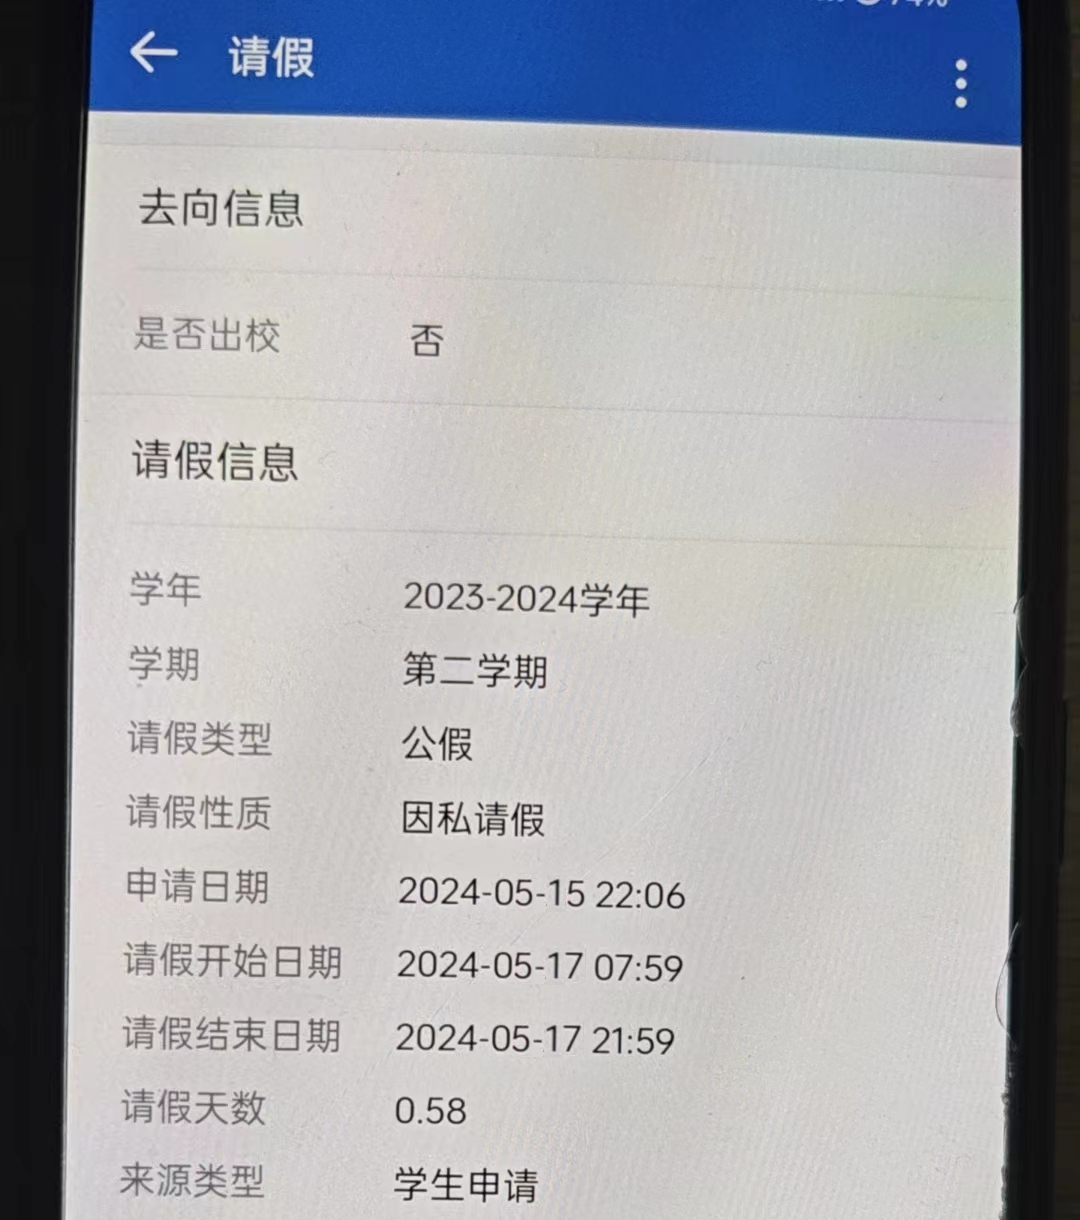 请假
去向信息
是否出校 否
请假信息
学年 2023-2024学年
学期 第二学期
请假类型 公假
请假性质 因私请假
申请日期 2024-05-15 22:06
请假开始日期 2024-05-17 07:59
请假结束日期 2024-05-17 21:59
请假天数 0.58
来源类型 学生申请